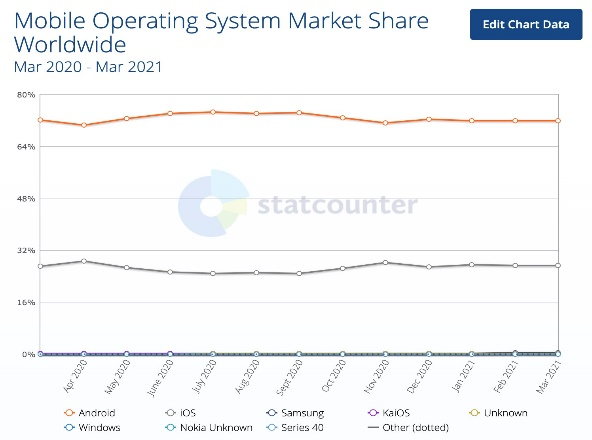 Mobile Operating System Market Share
Worldwide
Mar 2020 - Mar 2021
Edit Chart Data
80%
64%
48%
32%
16%
0%
statcounter
Apr 2020
May 2020
June 2020
July 2020
Aug 2020
Sept 2020
Oct 2020
Nov 2020
Dec 2020
Jan 2021
Feb 2021
Mar 2021
Android iOS Samsung KaiOS Unknown
Windows Nokia Unknown Series 40 Other (dotted)